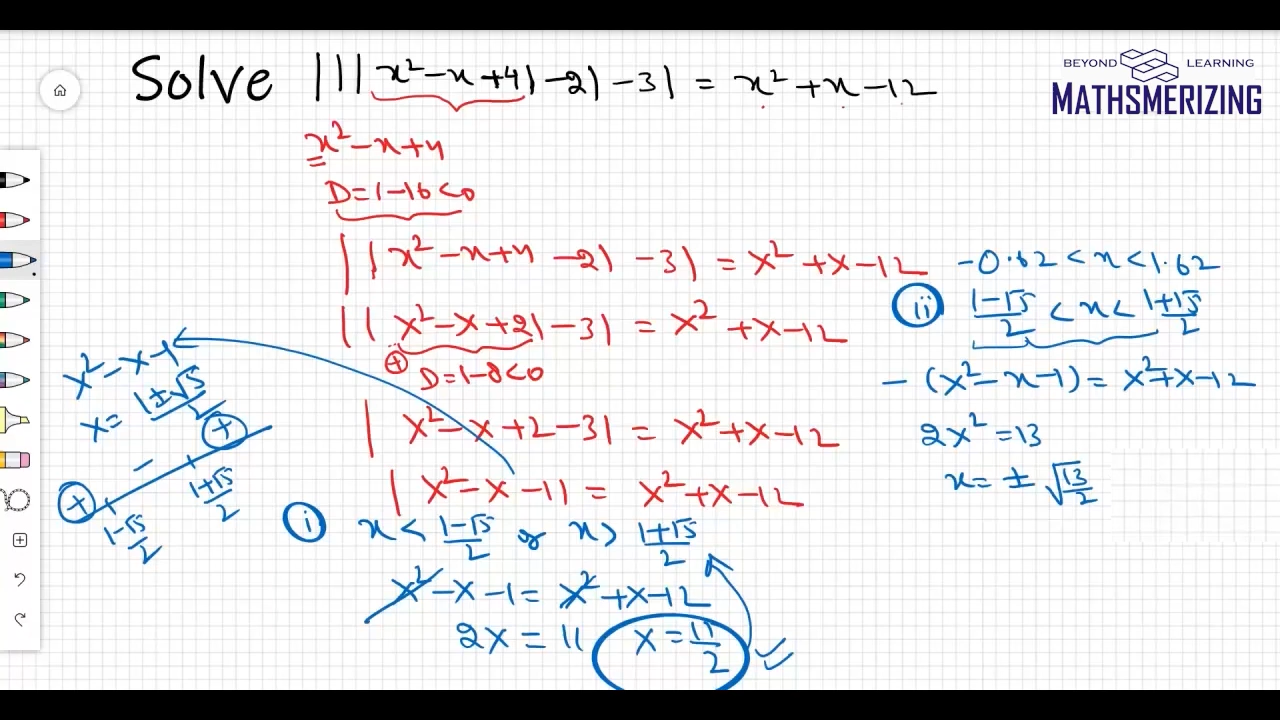 Solve |||x²-x+4|-2|-3| = x²+x-12
BEYOND LEARNING
MATHSMERIZING
x²-x+4
D=1-16<0
||x²-x+4 -2|-3| = x²+x-12
||x²-x+2|-3| = x²+x-12
+
D=1-8<0
|x²-x+2-3| = x²+x-12
|x²-x-1| = x²+x-12
x²-x-1
x= (1±√5)/2
+ - +
(1-√5)/2 (1+√5)/2
i x < (1-√5)/2 or x > (1+√5)/2
x²-x-1 = x²+x-12
2x = 11 x = 11/2
-0.62 < x < 1.62
ii (1-√5)/2 < x < (1+√5)/2
-(x²-x-1) = x²+x-12
2x² = 13
x = ±√(13/2)